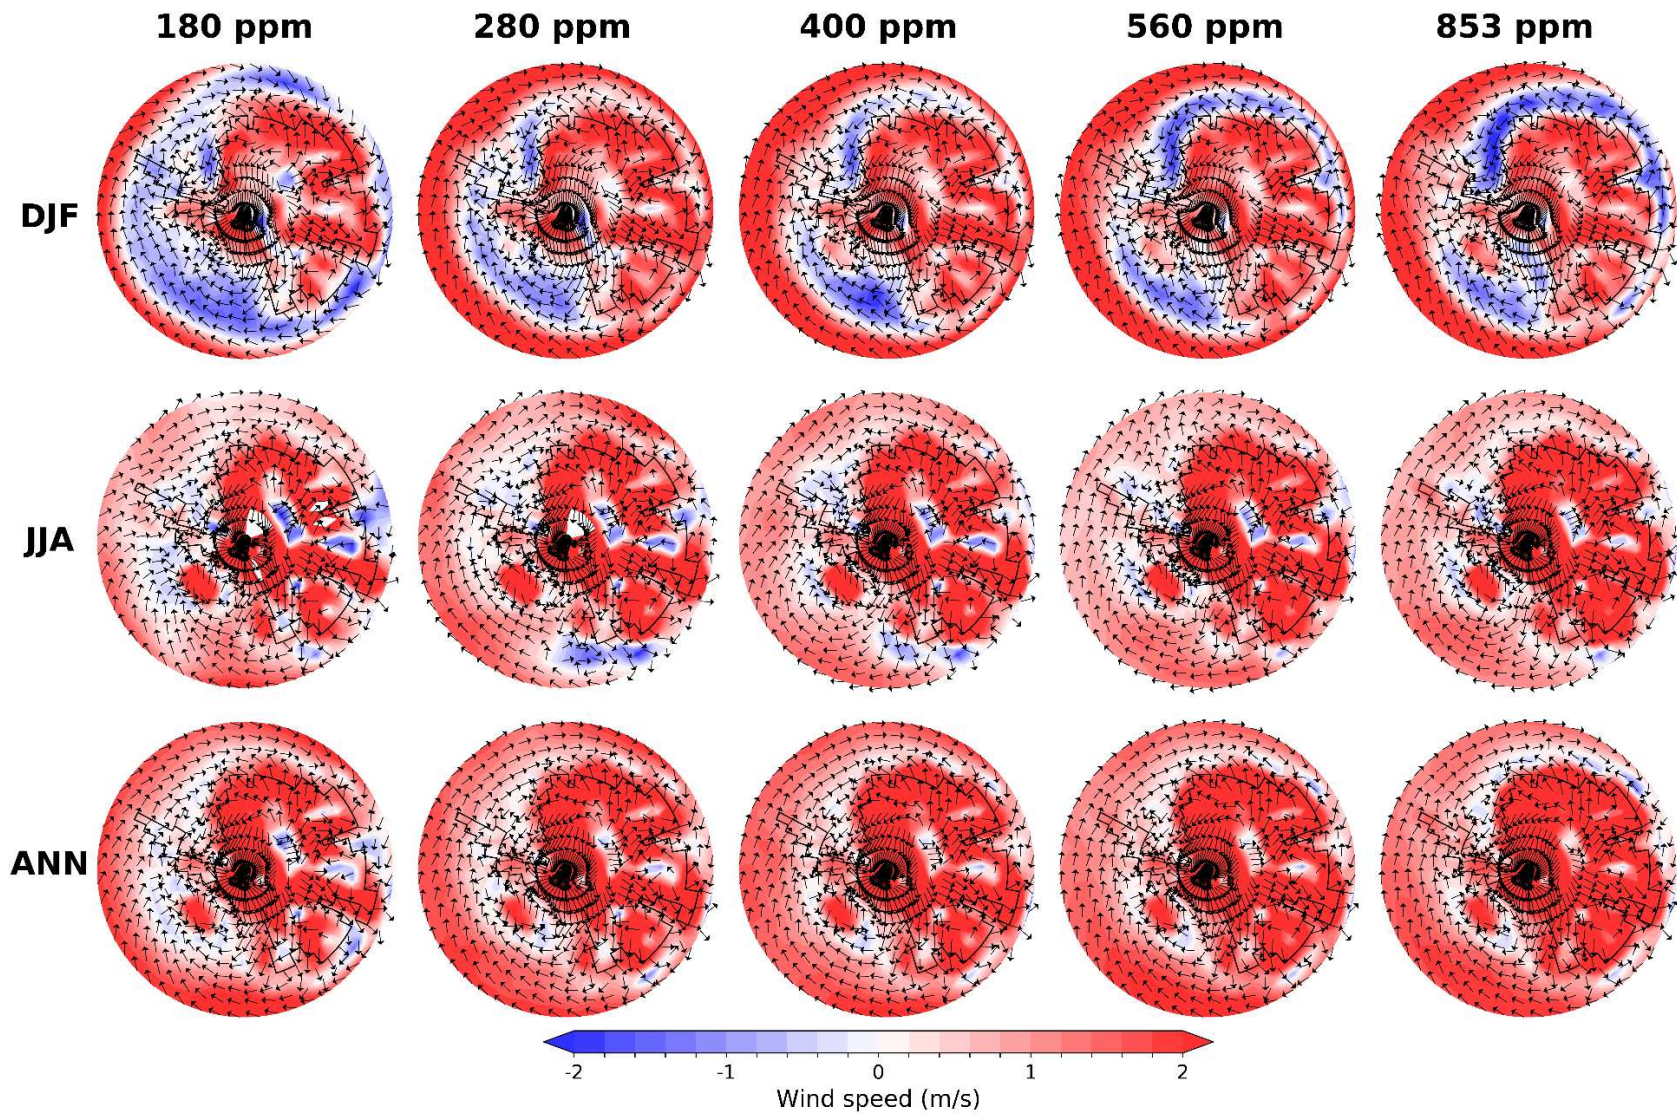 180 ppm 280 ppm 400 ppm 560 ppm 853 ppm
DJF
JJA
ANN
-2 -1 0 1 2
Wind speed (m/s)